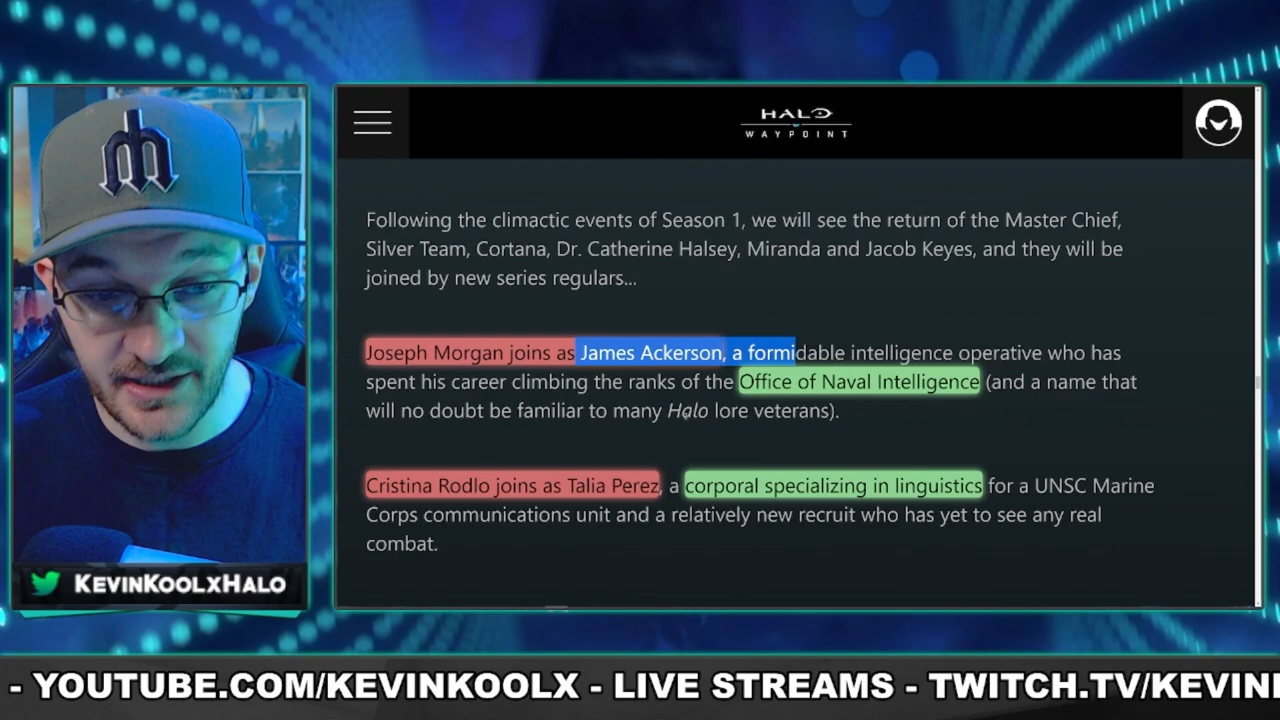 HALO
WAYPOINT
Following the climactic events of Season 1, we will see the return of the Master Chief,
Silver Team, Cortana, Dr. Catherine Halsey, Miranda and Jacob Keyes, and they will be
joined by new series regulars...
Joseph Morgan joins as James Ackerson, a formidable intelligence operative who has
spent his career climbing the ranks of the Office of Naval Intelligence (and a name that
will no doubt be familiar to many Halo lore veterans).
Cristina Rodlo joins as Talia Perez, a corporal specializing in linguistics for a UNSC Marine
Corps communications unit and a relatively new recruit who has yet to see any real
combat.
KEVINKOOLXHALO
- YOUTUBE.COM/KEVINKOOLX - LIVE STREAMS - TWITCH.TV/KEVIN